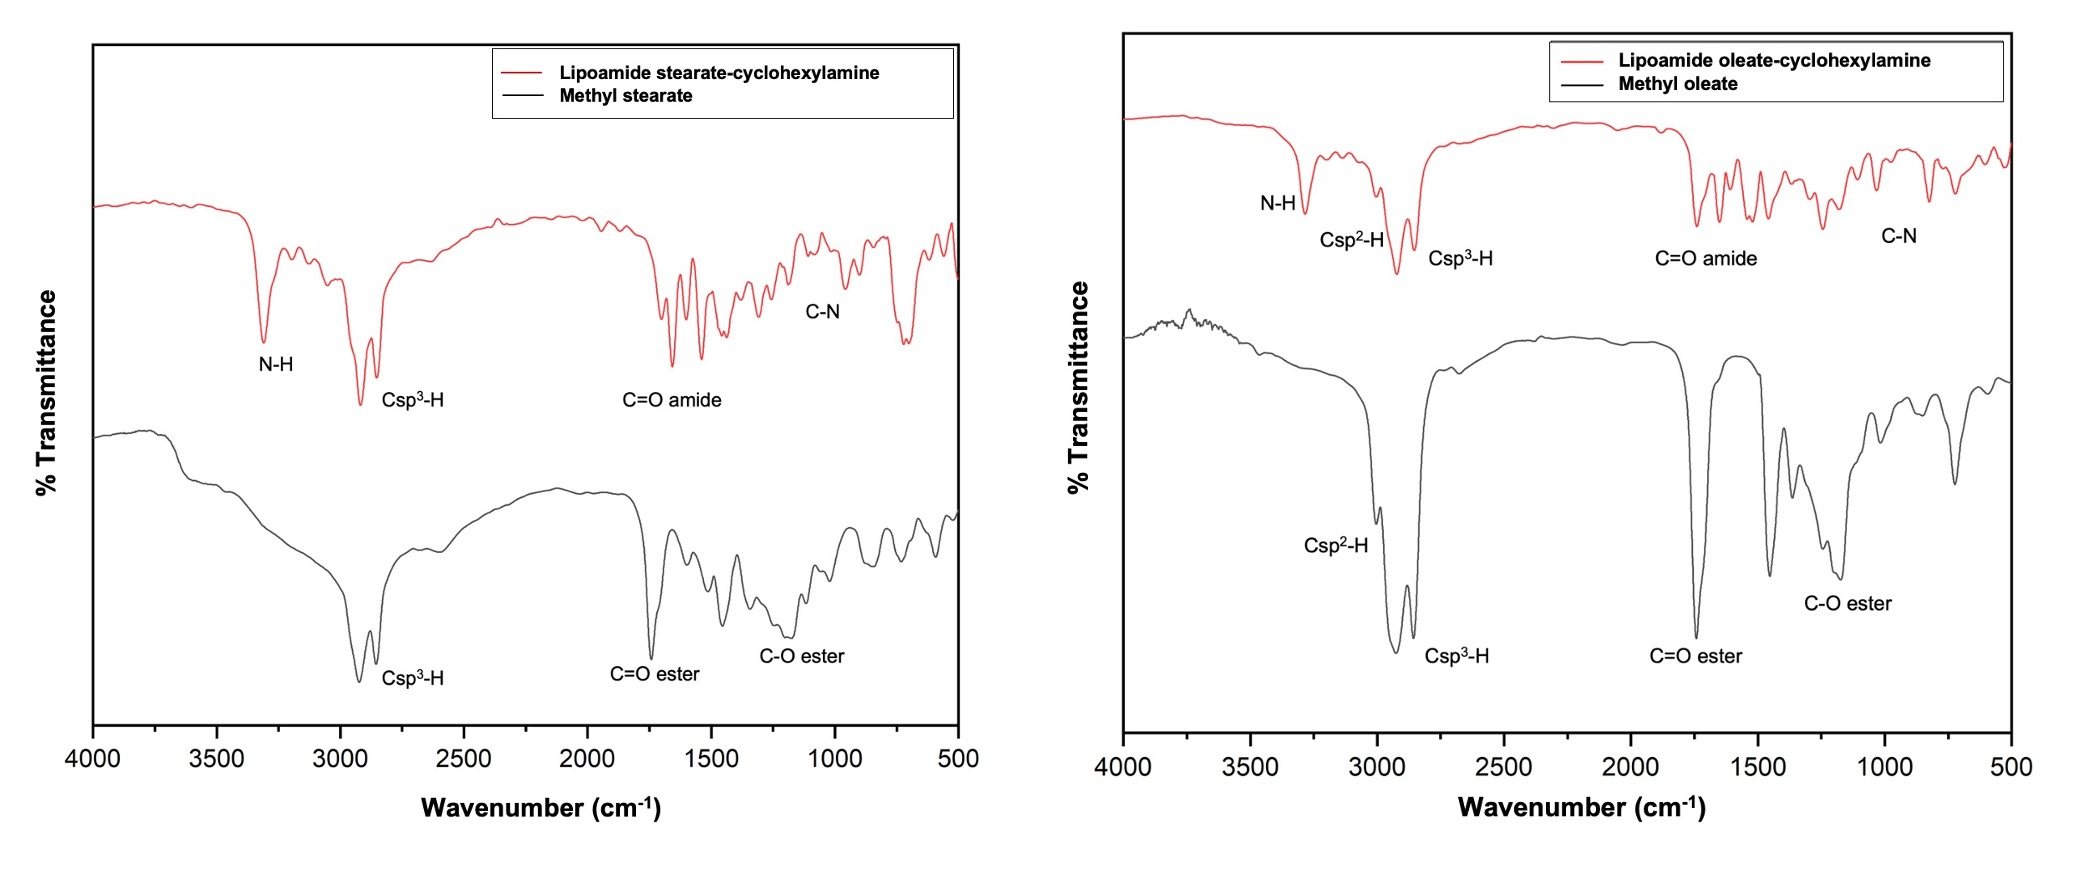 Lipoamide stearate-cyclohexylamine
Methyl stearate
% Transmittance
N-H
Csp³-H
C=O amide
C-N
Csp³-H
C=O ester
C-O ester
4000 3500 3000 2500 2000 1500 1000 500
Wavenumber (cm⁻¹)
Lipoamide oleate-cyclohexylamine
Methyl oleate
% Transmittance
N-H
Csp²-H
Csp³-H
C=O amide
C-N
Csp²-H
Csp³-H
C=O ester
C-O ester
4000 3500 3000 2500 2000 1500 1000 500
Wavenumber (cm⁻¹)